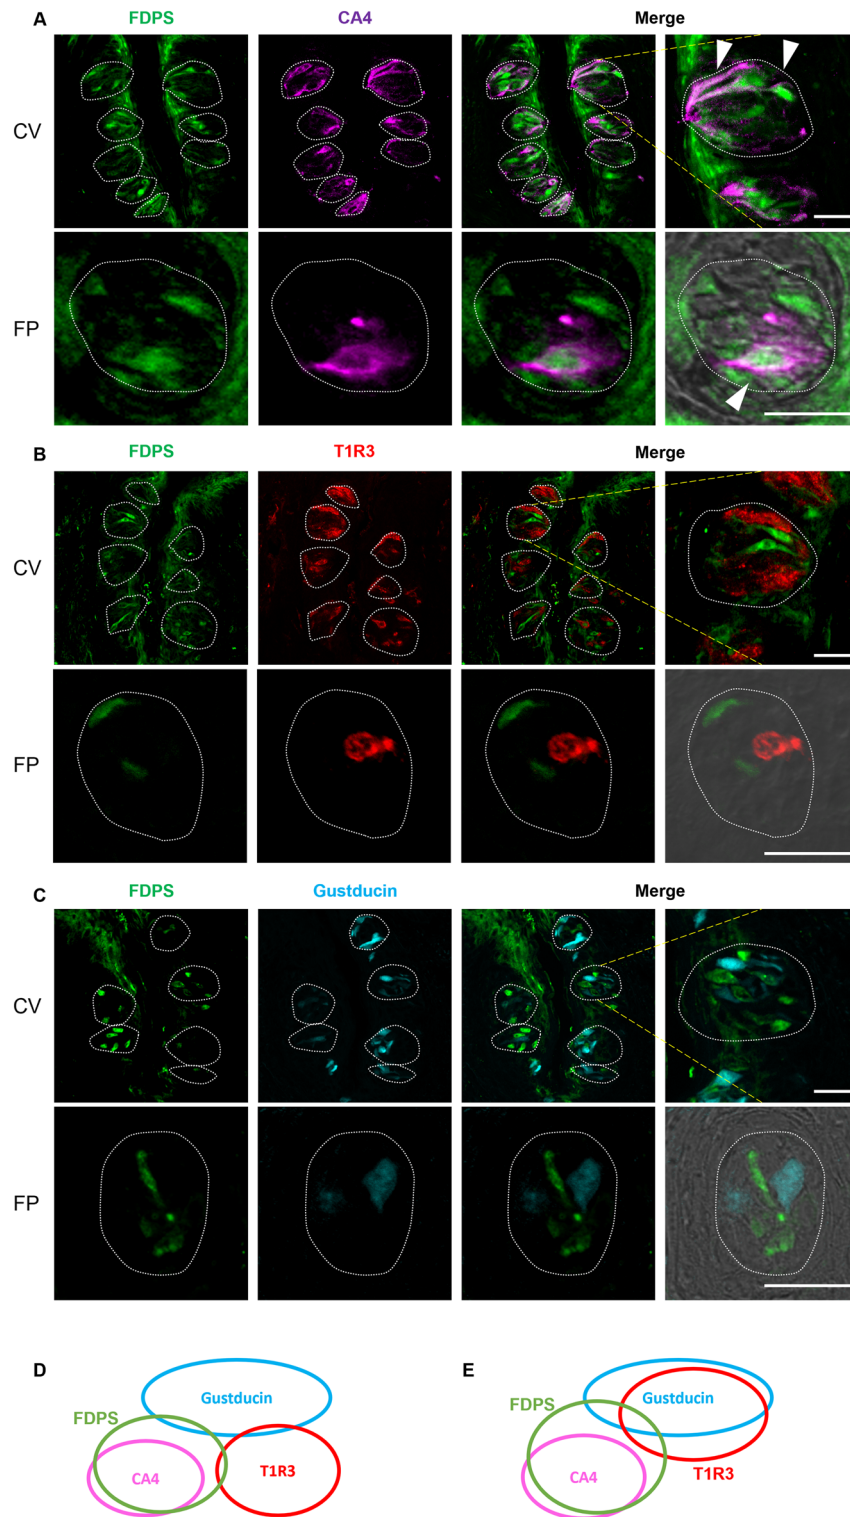 A FDPS CA4 Merge
CV
FP
B FDPS T1R3 Merge
CV
FP
C FDPS Gustducin Merge
CV
FP
D E
Gustducin Gustducin
FDPS FDPS
CA4 T1R3 CA4 T1R3